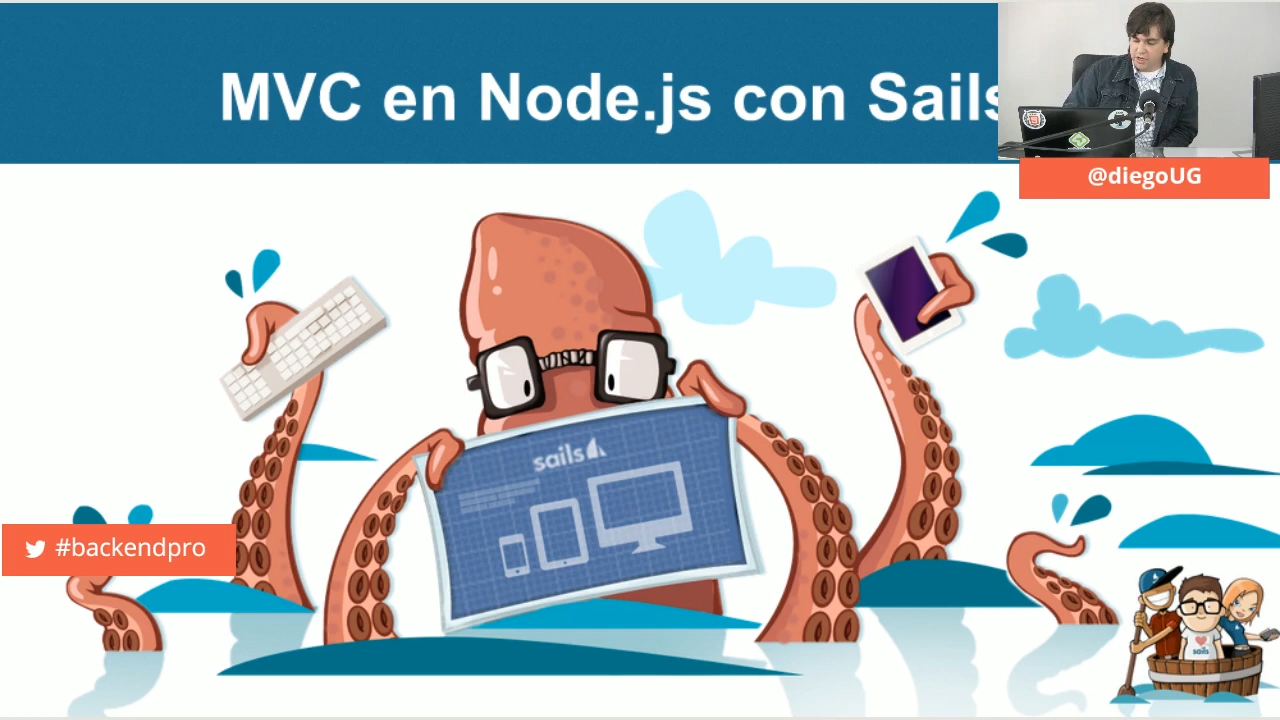 MVC en Node.js con Sails
@diegoUG
sails
#backendpro
sails